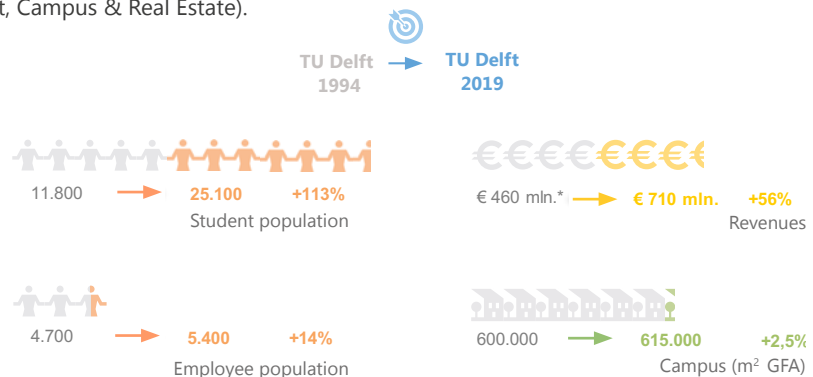 t, Campus & Real Estate).
TU Delft
1994
TU Delft
2019
11.800
25.100
+113%
Student population
€ 460 mln.*
€ 710 mln.
+56%
Revenues
4.700
5.400
+14%
Employee population
600.000
615.000
+2,5%
Campus (m² GFA)